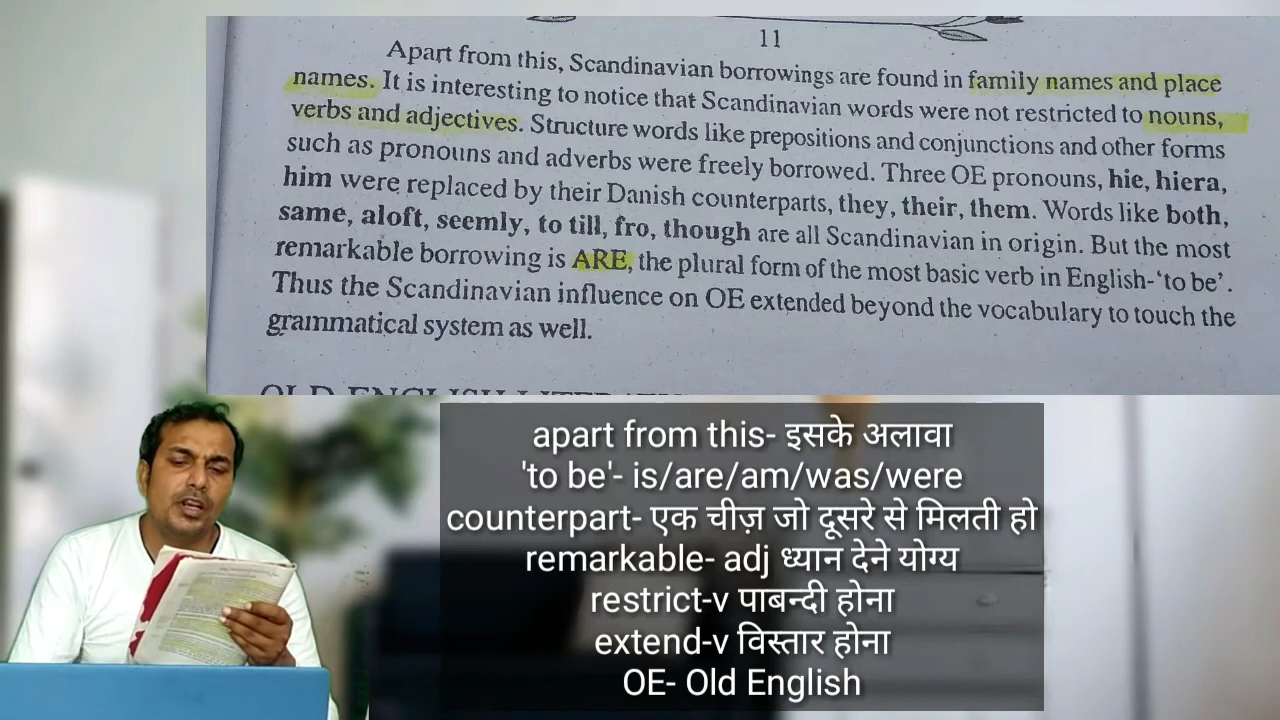 11
Apart from this, Scandinavian borrowings are found in family names and place
names. It is interesting to notice that Scandinavian words were not restricted to nouns,
verbs and adjectives. Structure words like prepositions and conjunctions and other forms
such as pronouns and adverbs were freely borrowed. Three OE pronouns, hie, hiera,
him were replaced by their Danish counterparts, they, their, them. Words like both,
same, aloft, seemly, to till, fro, though are all Scandinavian in origin. But the most
remarkable borrowing is ARE, the plural form of the most basic verb in English-‘to be’.
Thus the Scandinavian influence on OE extended beyond the vocabulary to touch the
grammatical system as well.
OLD ENGLISH
apart from this- इसके अलावा
'to be'- is/are/am/was/were
counterpart- एक चीज़ जो दूसरे से मिलती हो
remarkable- adj ध्यान देने योग्य
restrict-v पाबन्दी होना
extend-v विस्तार होना
OE- Old English